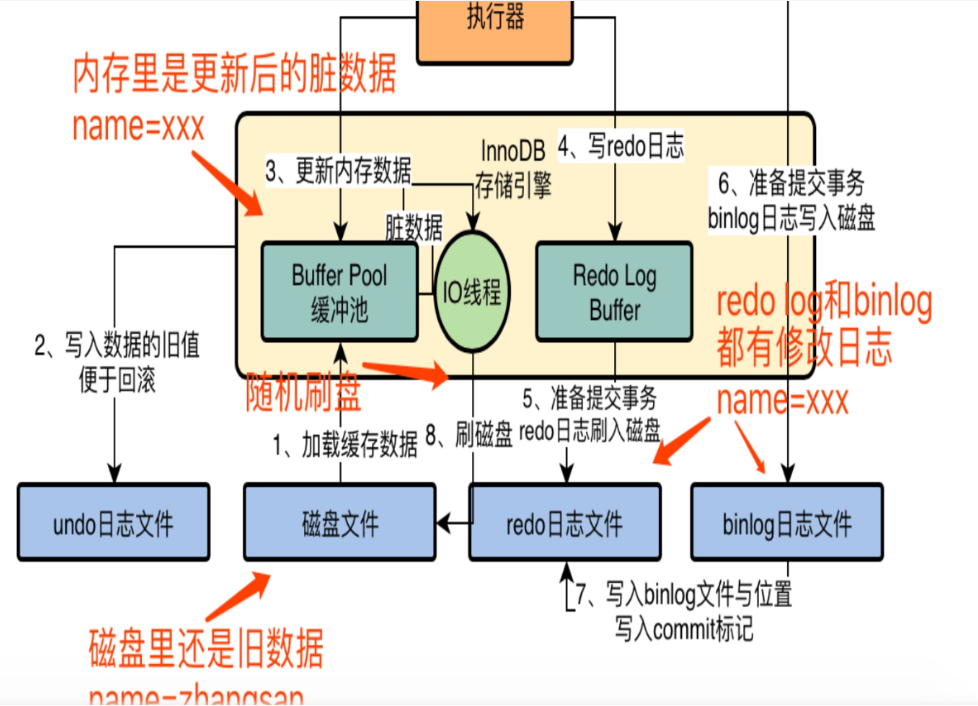 执行器
内存里是更新后的脏数据
name=xxx
InnoDB
存储引擎
3、更新内存数据
4、写redo日志
6、准备提交事务
binlog日志写入磁盘
脏数据
Buffer Pool
缓冲池
IO线程
Redo Log
Buffer
redo log和binlog
都有修改日志
name=xxx
2、写入数据的旧值
便于回滚
随机刷盘
1、加载缓存数据
8、刷磁盘
5、准备提交事务
redo日志刷入磁盘
undo日志文件
磁盘文件
redo日志文件
binlog日志文件
7、写入binlog文件与位置
写入commit标记
磁盘里还是旧数据
name=zhangsan